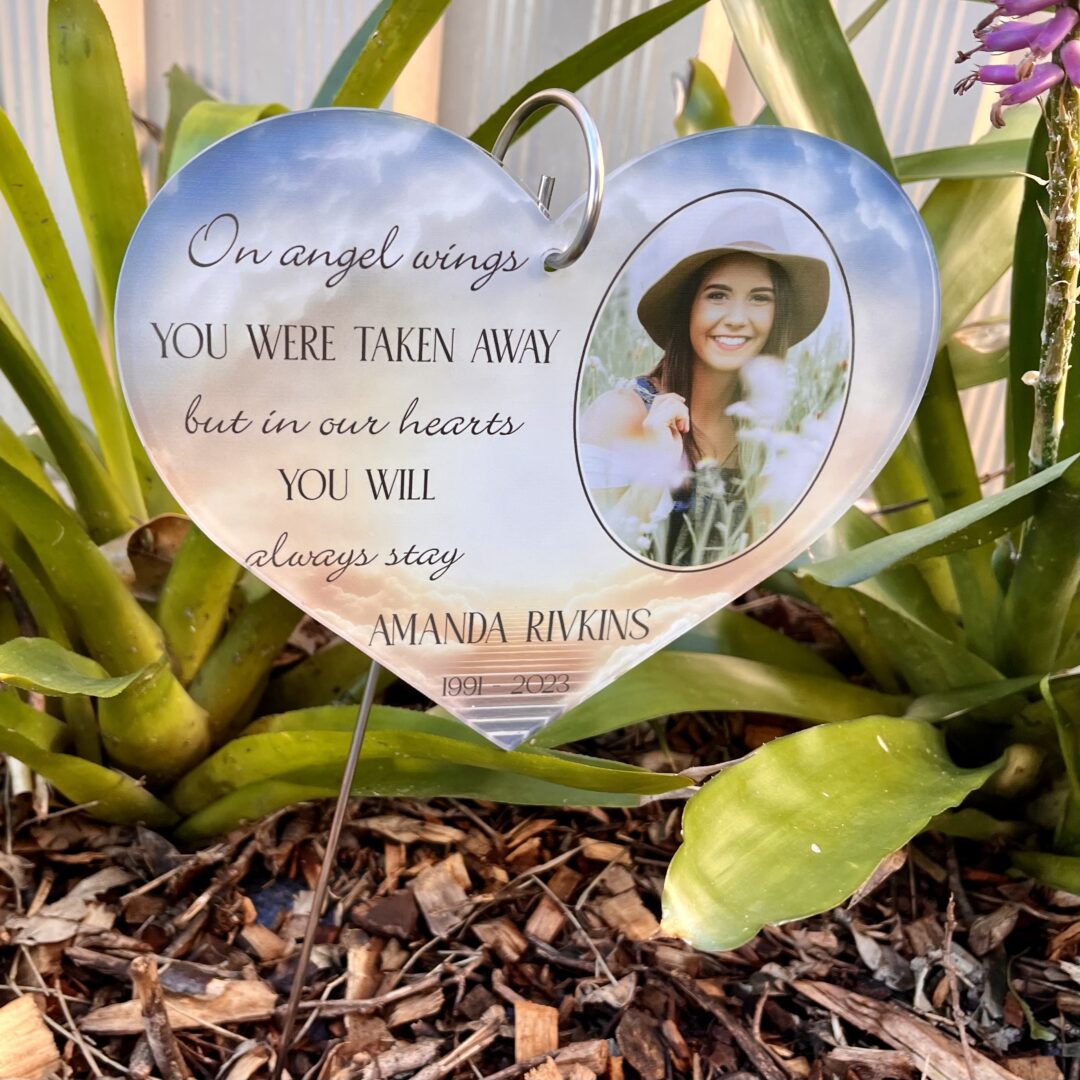 On angel wings
YOU WERE TAKEN AWAY
but in our hearts
YOU WILL
always stay
AMANDA RIVKINS
1991 - 2023